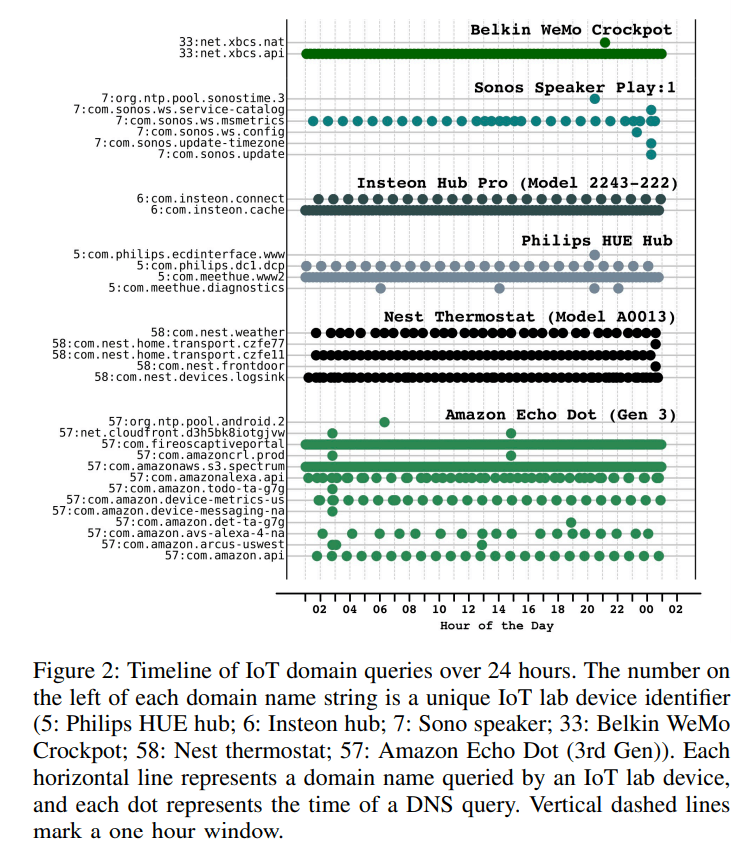 Belkin WeMo Crockpot
33:net.xbcs.nat
33:net.xbcs.api
Sonos Speaker Play:1
7:org.ntp.pool.sonostime.3
7:com.sonos.ws.service-catalog
7:com.sonos.ws.msmetrics
7:com.sonos.ws.config
7:com.sonos.update-timezone
7:com.sonos.update
Insteon Hub Pro (Model 2243-222)
6:com.insteon.connect
6:com.insteon.cache
Philips HUE Hub
5:com.philips.ecdinterface.www
5:com.philips.dc1.dcp
5:com.meethue.www2
5:com.meethue.diagnostics
Nest Thermostat (Model A0013)
58:com.nest.weather
58:com.nest.home.transport.czfe77
58:com.nest.home.transport.czfe11
58:com.nest.frontdoor
58:com.nest.devices.logsink
Amazon Echo Dot (Gen 3)
57:org.ntp.pool.android.2
57:net.cloudfront.d3h5bk8iotgjvw
57:com.fireoscaptiveportal
57:com.amazoncrl.prod
57:com.amazonaws.s3.spectrum
57:com.amazonalexa.api
57:com.amazon.todo-ta-g7g
57:com.amazon.device-metrics-us
57:com.amazon.device-messaging-na
57:com.amazon.det-ta-g7g
57:com.amazon.avs-alexa-4-na
57:com.amazon.arcus-uswest
57:com.amazon.api
02 04 06 08 10 12 14 16 18 20 22 00 02
Hour of the Day
Figure 2: Timeline of IoT domain queries over 24 hours. The number on
the left of each domain name string is a unique IoT lab device identifier
(5: Philips HUE hub; 6: Insteon hub; 7: Sono speaker; 33: Belkin WeMo
Crockpot; 58: Nest thermostat; 57: Amazon Echo Dot (3rd Gen)). Each
horizontal line represents a domain name queried by an IoT lab device,
and each dot represents the time of a DNS query. Vertical dashed lines
mark a one hour window.